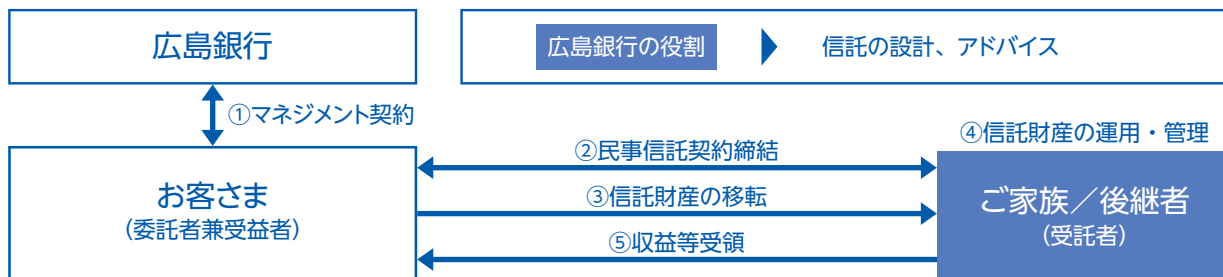 広島銀行
広島銀行の役割
信託の設計、アドバイス
①マネジメント契約
④信託財産の運用・管理
②民事信託契約締結
お客さま
(委託者兼受益者)
③信託財産の移転
ご家族/後継者
(受託者)
⑤収益等受領